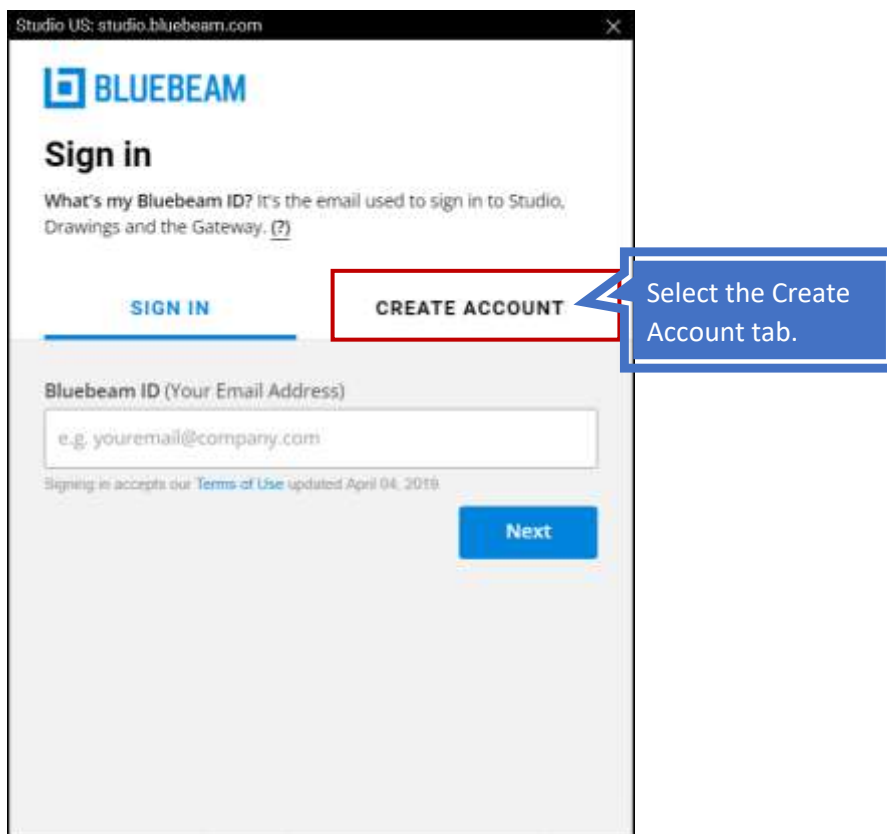 Studio US: studio.bluebeam.com
BLUEBEAM
Sign in
What's my Bluebeam ID? It's the email used to sign in to Studio,
Drawings and the Gateway. (?)
SIGN IN
CREATE ACCOUNT
Select the Create
Account tab.
Bluebeam ID (Your Email Address)
e.g. youremail@company.com
Signing in accepts our Terms of Use updated April 04, 2019
Next